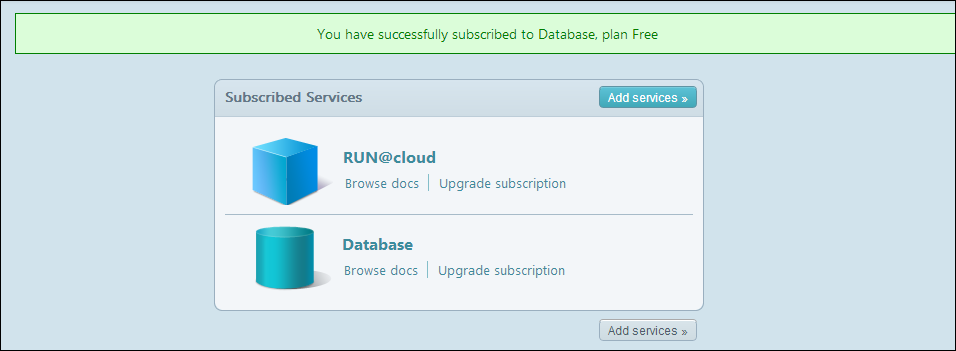 You have successfully subscribed to Database, plan Free
Subscribed Services
Add services »
RUN@cloud
Browse docs | Upgrade subscription
Database
Browse docs | Upgrade subscription
Add services »